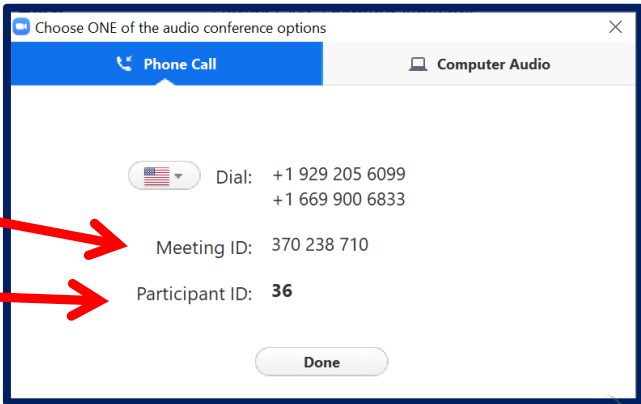 Choose ONE of the audio conference options
Phone Call
Computer Audio
Dial: +1 929 205 6099
+1 669 900 6833
Meeting ID: 370 238 710
Participant ID: 36
Done